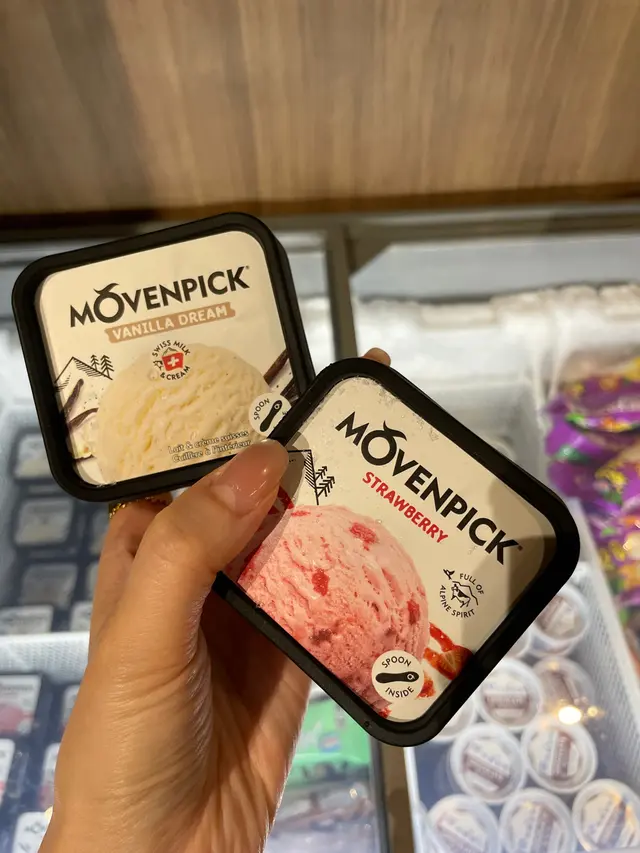 MÖVENPICK
VANILLA DREAM
SWISS MILK
& CREAM
SPOON
Lait & crème suisses
Cuillère à l'intérieur
MÖVENPICK
STRAWBERRY
FULL OF
ALPINE SPIRIT
SPOON
INSIDE